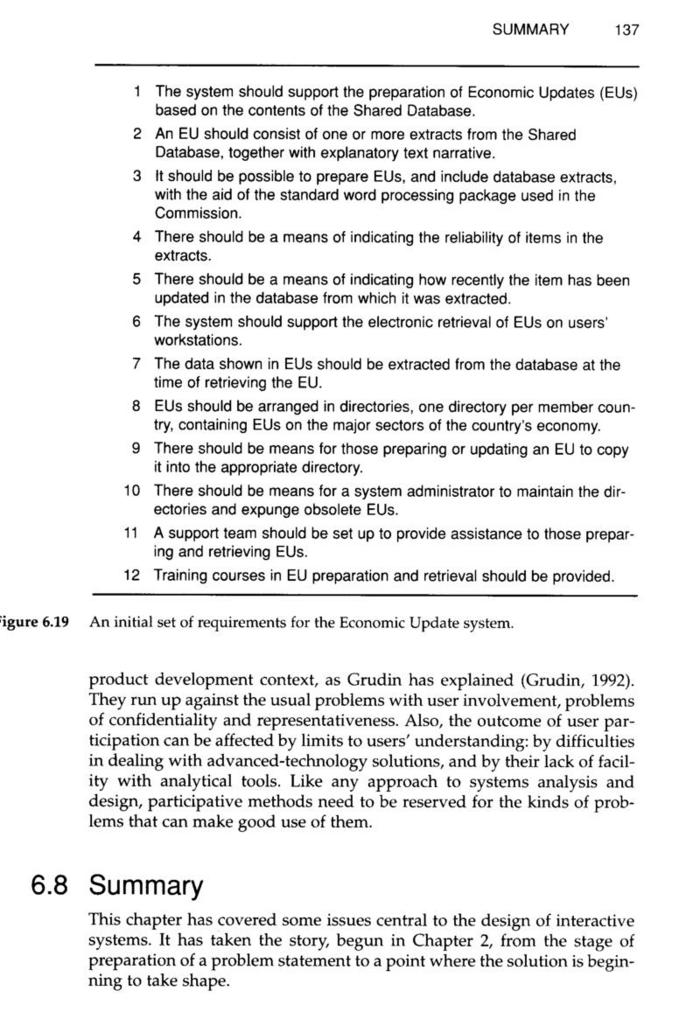 SUMMARY 137
1 The system should support the preparation of Economic Updates (EUs)
based on the contents of the Shared Database.
2 An EU should consist of one or more extracts from the Shared
Database, together with explanatory text narrative.
3 It should be possible to prepare EUs, and include database extracts,
with the aid of the standard word processing package used in the
Commission.
4 There should be a means of indicating the reliability of items in the
extracts.
5 There should be a means of indicating how recently the item has been
updated in the database from which it was extracted.
6 The system should support the electronic retrieval of EUs on users'
workstations.
7 The data shown in EUs should be extracted from the database at the
time of retrieving the EU.
8 EUs should be arranged in directories, one directory per member coun-
try, containing EUs on the major sectors of the country's economy.
9 There should be means for those preparing or updating an EU to copy
it into the appropriate directory.
10 There should be means for a system administrator to maintain the dir-
ectories and expunge obsolete EUs.
11 A support team should be set up to provide assistance to those prepar-
ing and retrieving EUs.
12 Training courses in EU preparation and retrieval should be provided.
igure 6.19 An initial set of requirements for the Economic Update system.
product development context, as Grudin has explained (Grudin, 1992).
They run up against the usual problems with user involvement, problems
of confidentiality and representativeness. Also, the outcome of user par-
ticipation can be affected by limits to users' understanding: by difficulties
in dealing with advanced-technology solutions, and by their lack of facil-
ity with analytical tools. Like any approach to systems analysis and
design, participative methods need to be reserved for the kinds of prob-
lems that can make good use of them.
6.8 Summary
This chapter has covered some issues central to the design of interactive
systems. It has taken the story, begun in Chapter 2, from the stage of
preparation of a problem statement to a point where the solution is begin-
ning to take shape.